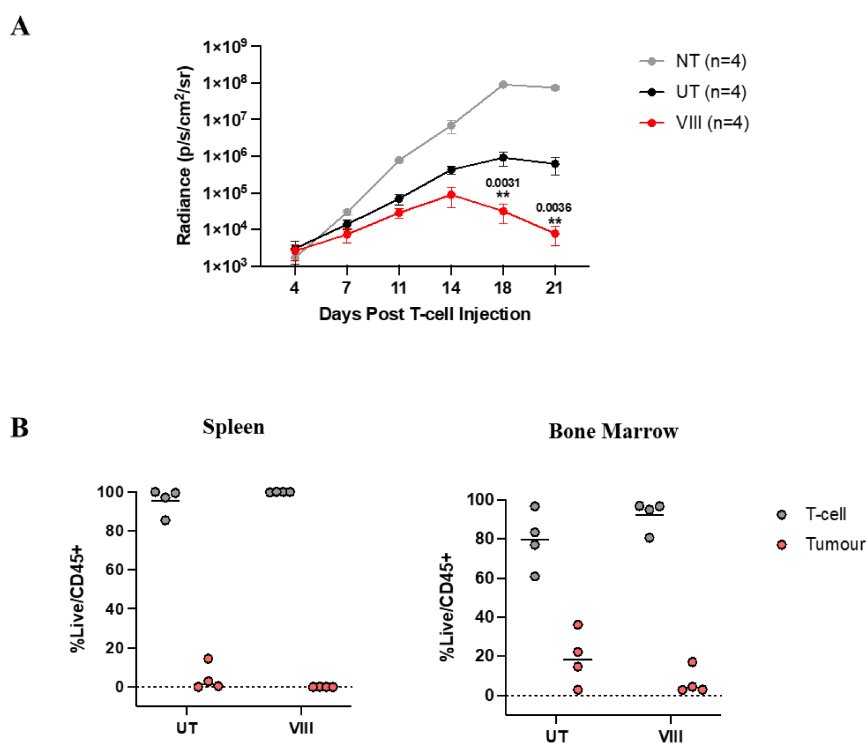 A
Radiance (p/s/cm²/sr)
1×10⁹
1×10⁸
1×10⁷
1×10⁶
1×10⁵
1×10⁴
1×10³
4 7 11 14 18 21
Days Post T-cell Injection
0.0031
**
0.0036
**
NT (n=4)
UT (n=4)
VIII (n=4)
B
Spleen
%Live/CD45+
100
80
60
40
20
0
UT VIII
Bone Marrow
%Live/CD45+
100
80
60
40
20
0
UT VIII
T-cell
Tumour